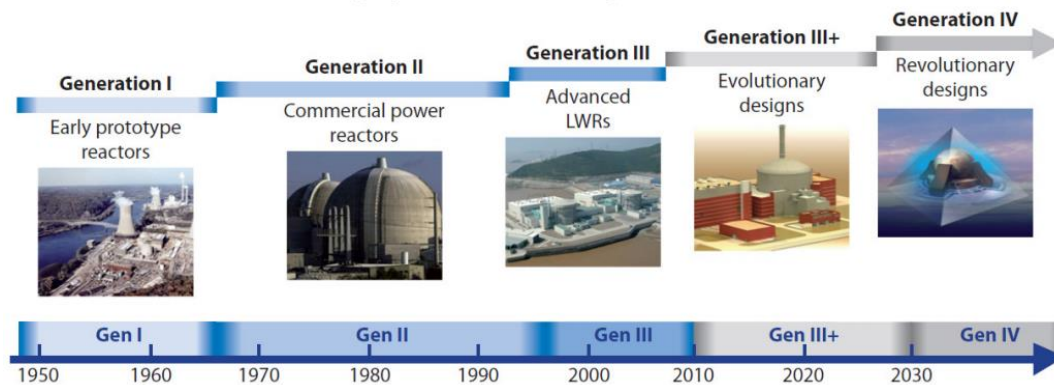 Generation I
Early prototype
reactors
Generation II
Commercial power
reactors
Generation III
Advanced
LWRs
Generation III+
Evolutionary
designs
Generation IV
Revolutionary
designs
Gen I
Gen II
Gen III
Gen III+
Gen IV
1950
1960
1970
1980
1990
2000
2010
2020
2030